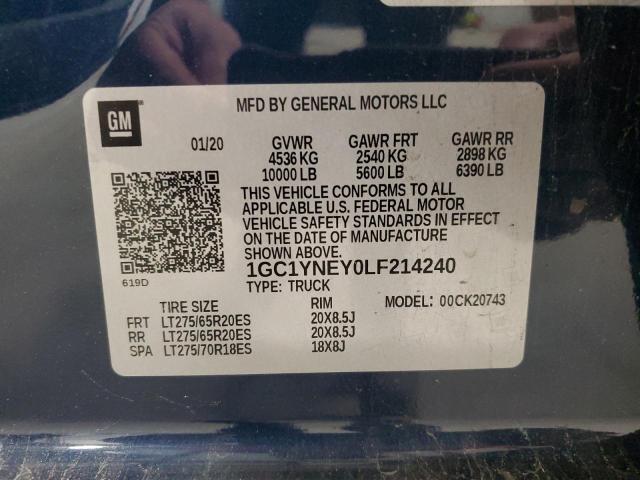 GM
MFD BY GENERAL MOTORS LLC
01/20 GVWR GAWR FRT GAWR RR
4536 KG 2540 KG 2898 KG
10000 LB 5600 LB 6390 LB
THIS VEHICLE CONFORMS TO ALL
APPLICABLE U.S. FEDERAL MOTOR
VEHICLE SAFETY STANDARDS IN EFFECT
ON THE DATE OF MANUFACTURE
SHOWN ABOVE.
1GC1YNEY0LF214240
619D
TYPE: TRUCK
TIRE SIZE RIM MODEL: 00CK20743
FRT LT275/65R20ES 20X8.5J
RR LT275/65R20ES 20X8.5J
SPA LT275/70R18ES 18X8J